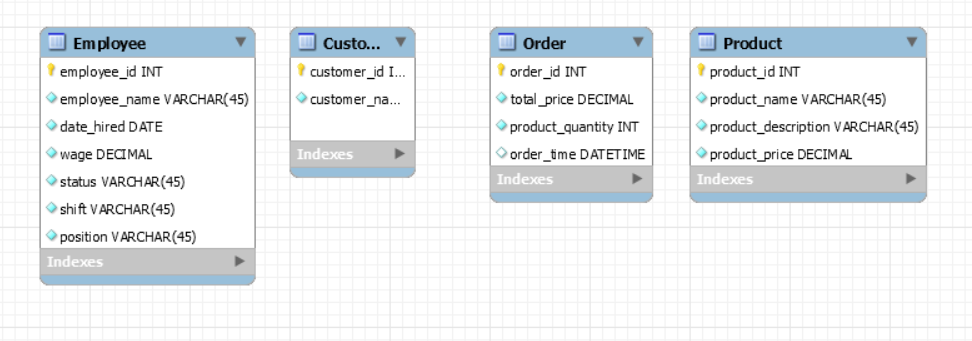 Employee
employee_id INT
employee_name VARCHAR(45)
date_hired DATE
wage DECIMAL
status VARCHAR(45)
shift VARCHAR(45)
position VARCHAR(45)
Indexes
Custo...
customer_id I...
customer_na...
Indexes
Order
order_id INT
total_price DECIMAL
product_quantity INT
order_time DATETIME
Indexes
Product
product_id INT
product_name VARCHAR(45)
product_description VARCHAR(45)
product_price DECIMAL
Indexes